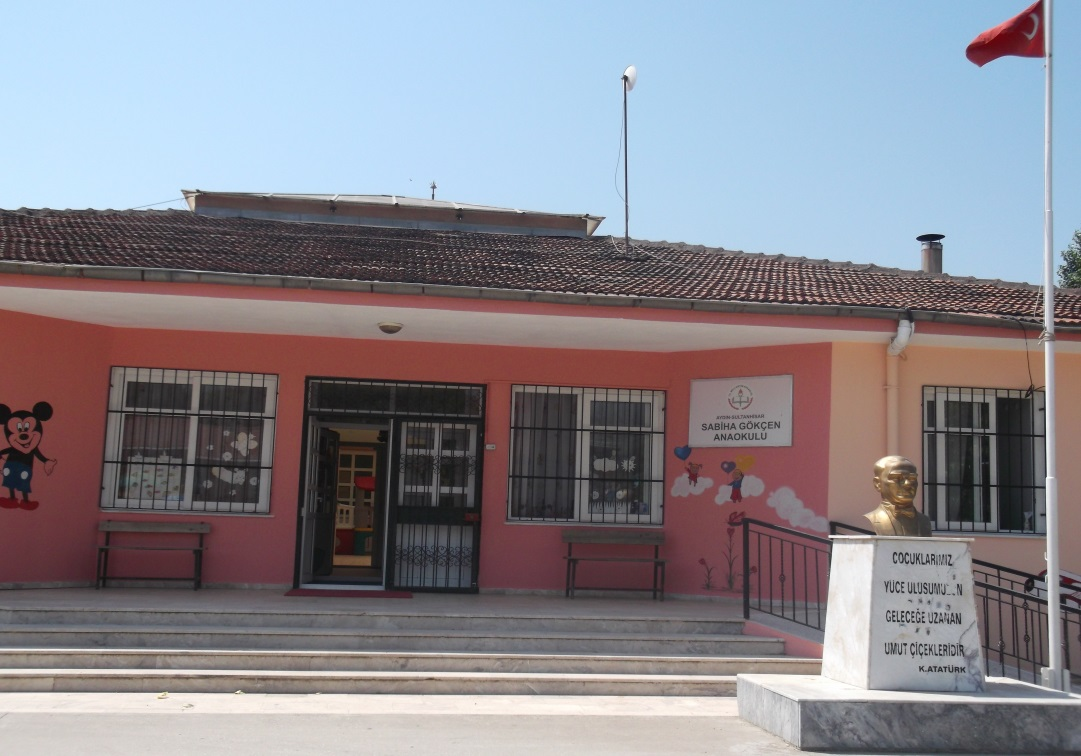 AYDIN-SULTANHİSAR
SABİHA GÖKÇEN
ANAOKULU
ÇOCUKLARIMIZ
YÜCE ULUSUMUZUN
GELECEĞE UZANAN
UMUT ÇİÇEKLERİDİR
K.ATATÜRK